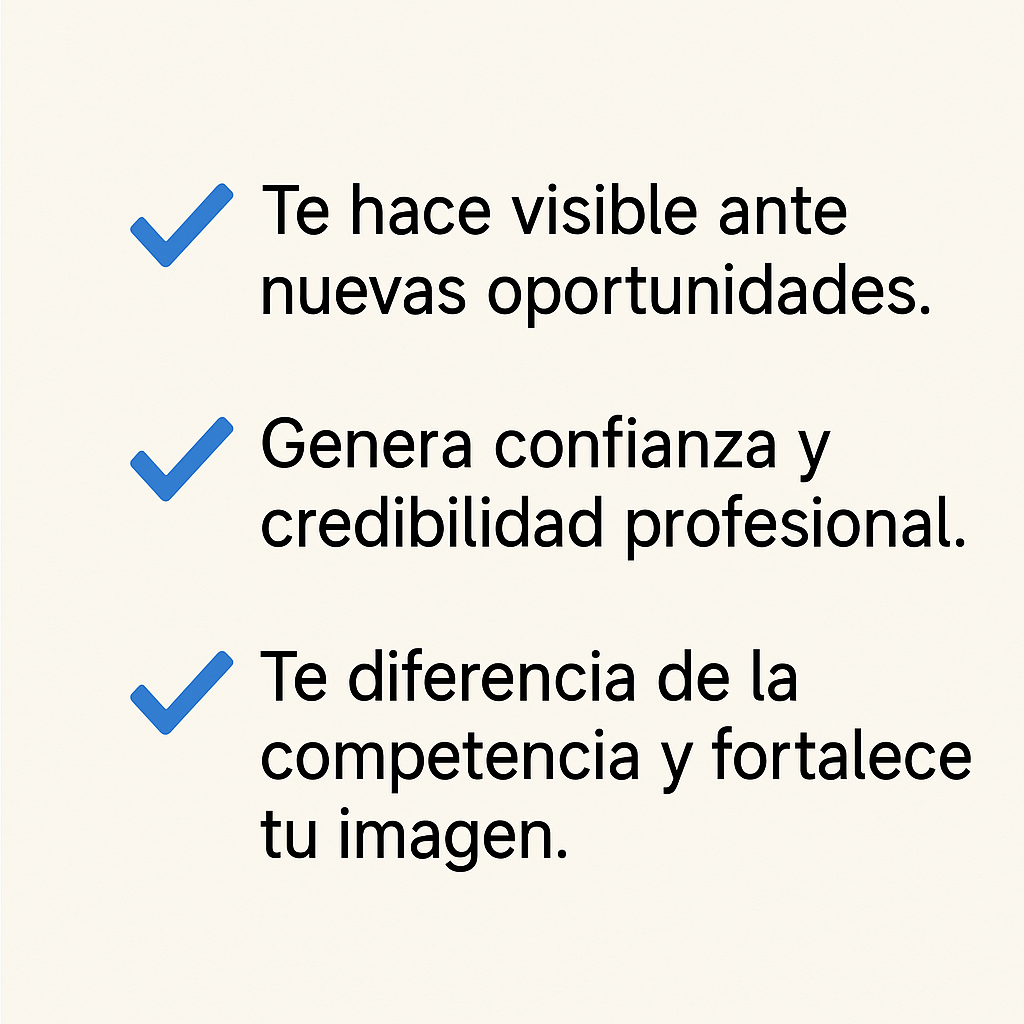 Te hace visible ante
nuevas oportunidades.
Genera confianza y
credibilidad profesional.
Te diferencia de la
competencia y fortalece
tu imagen.